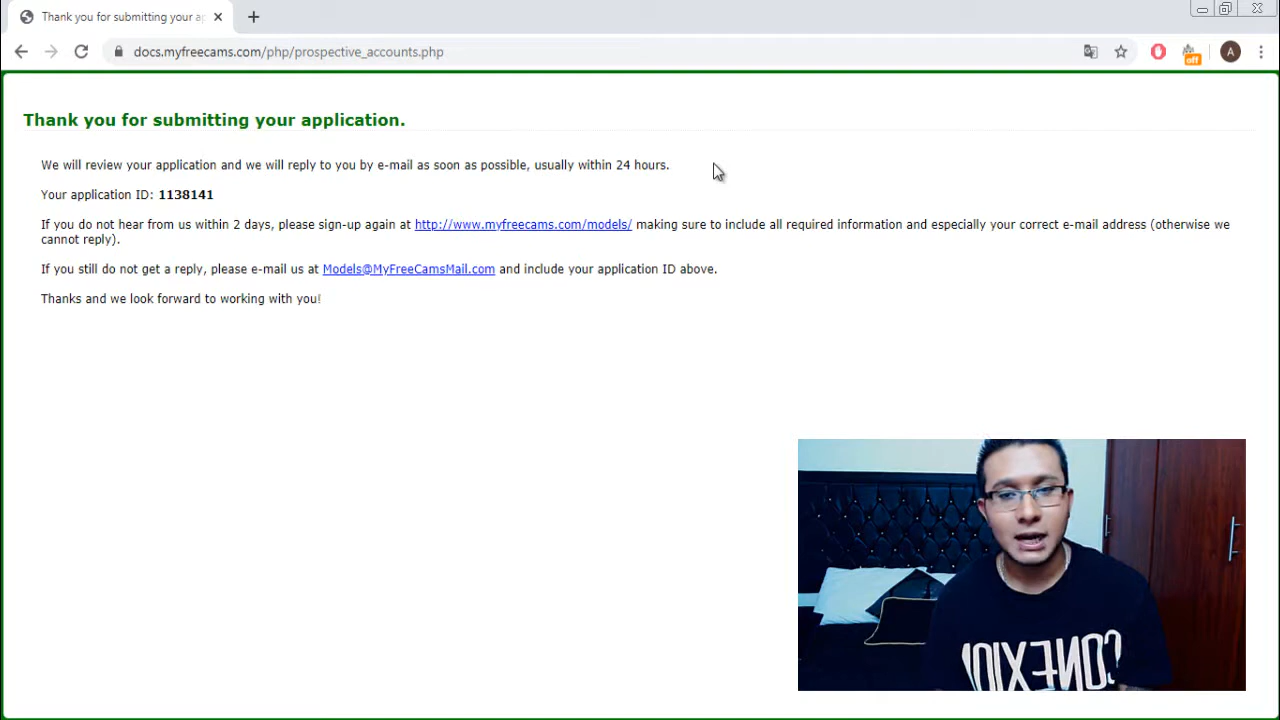 Thank you for submitting your ap
docs.myfreecams.com/php/prospective_accounts.php
off
A
Thank you for submitting your application.
We will review your application and we will reply to you by e-mail as soon as possible, usually within 24 hours.
Your application ID: 1138141
If you do not hear from us within 2 days, please sign-up again at http://www.myfreecams.com/models/ making sure to include all required information and especially your correct e-mail address (otherwise we
cannot reply).
If you still do not get a reply, please e-mail us at Models@MyFreeCamsMail.com and include your application ID above.
Thanks and we look forward to working with you!
CONEXIO